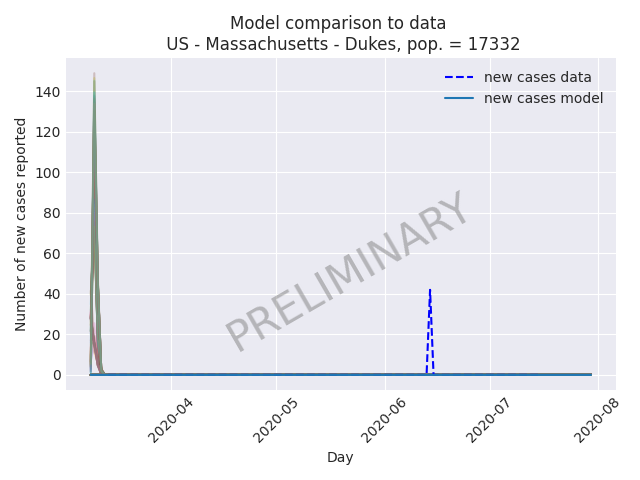 Model comparison to data
US - Massachusetts - Dukes, pop. = 17332
new cases data
new cases model
Number of new cases reported
140
120
100
80
60
40
20
0
PRELIMINARY
2020-04
2020-05
2020-06
2020-07
2020-08
Day